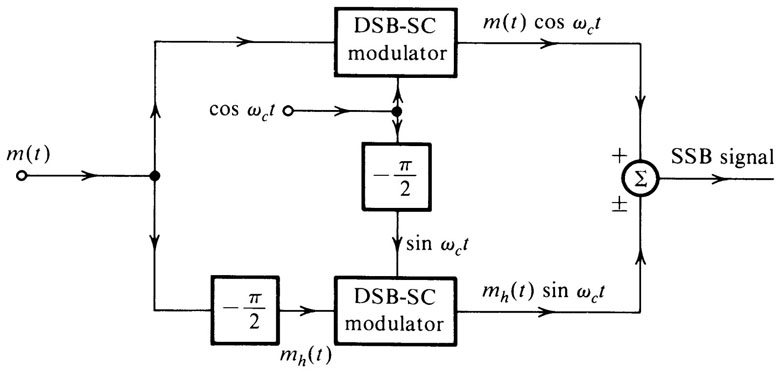 DSB-SC
modulator
m(t) cos ω_c t
cos ω_c t
m(t)
− π/2
+
Σ
±
SSB signal
sin ω_c t
− π/2
m_h(t)
DSB-SC
modulator
m_h(t) sin ω_c t